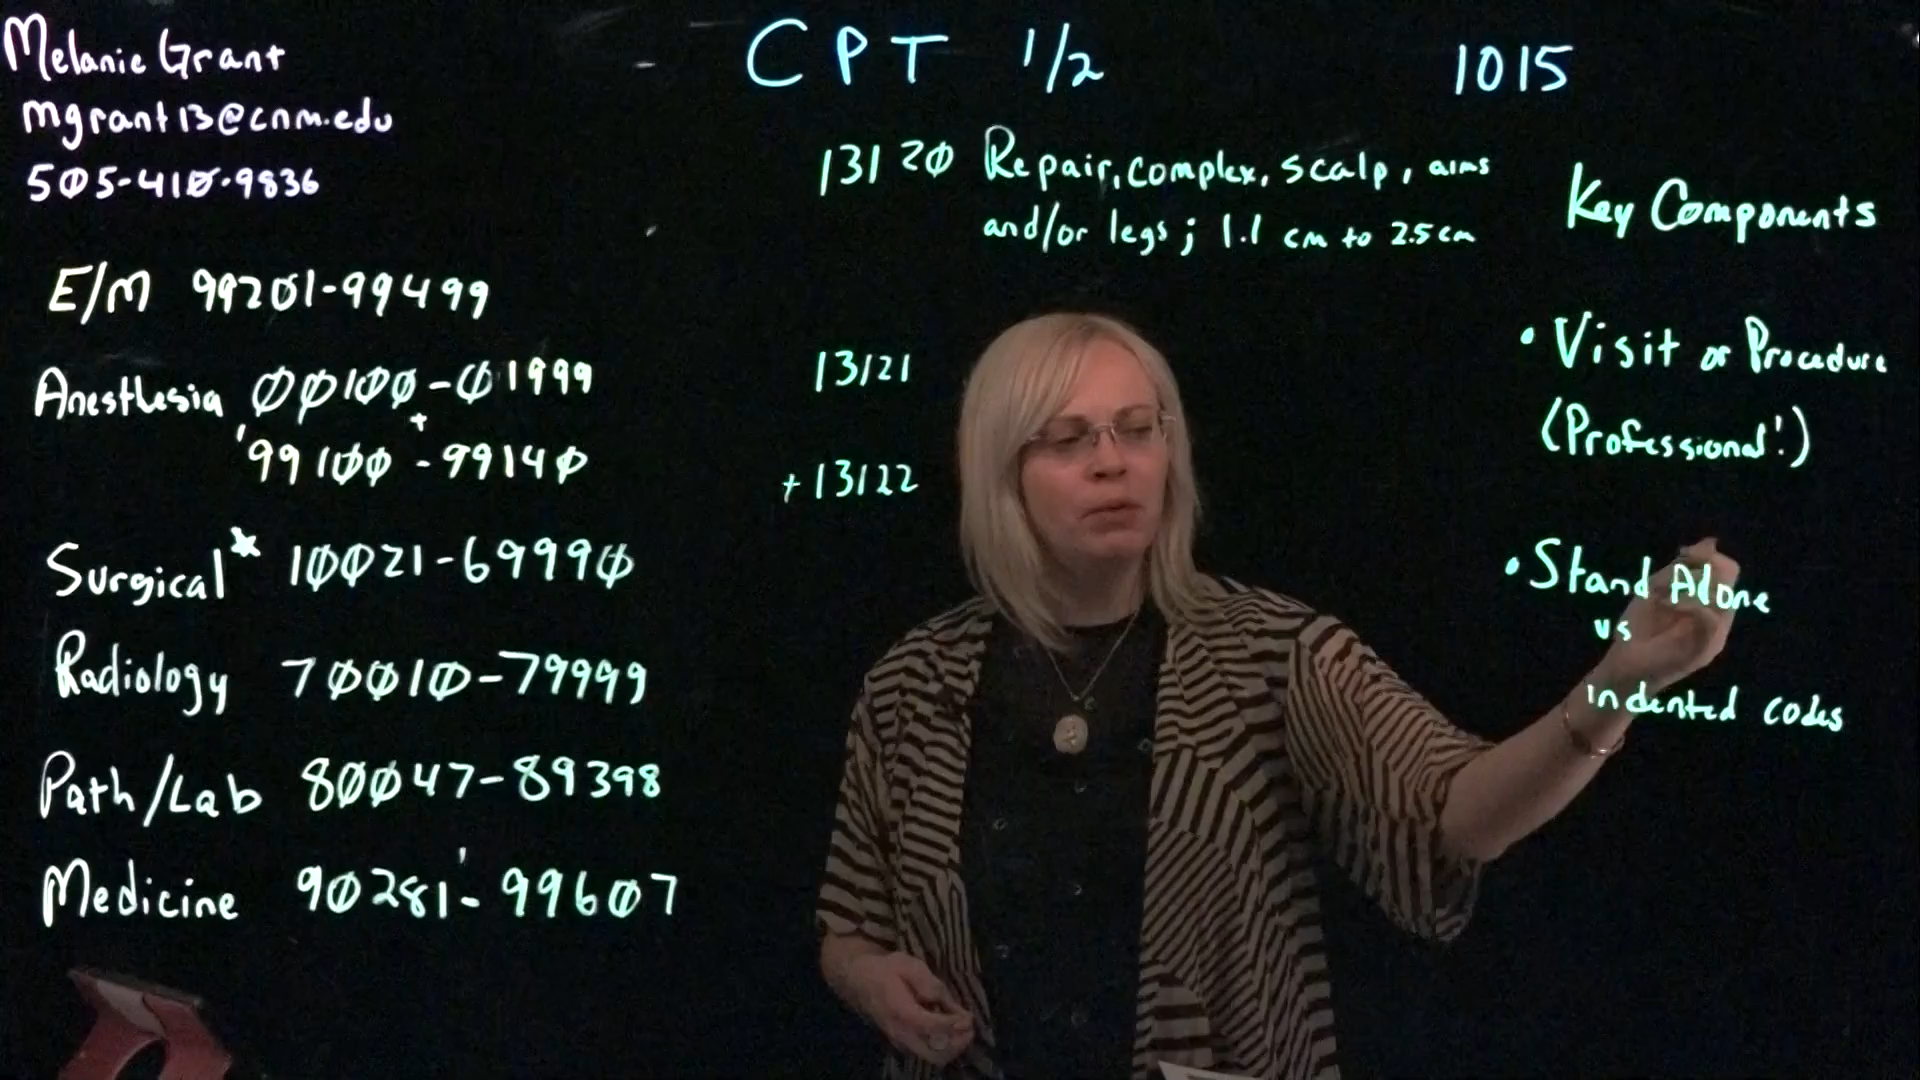 Melanie Grant
mgrant13@cnm.edu
505-410-9836
E/M 99201-99499
Anesthesia 00100-01999
+
99100-99140
Surgical* 10021-69990
Radiology 70010-79999
Path/Lab 80047-89398
Medicine 90281-99607
CPT 1/2
13120 Repair, complex, scalp, arms
and/or legs; 1.1 cm to 2.5cm
13121
+13122
1015
Key Components
• Visit or Procedure
(Professional!)
• Stand Alone
vs
indented codes